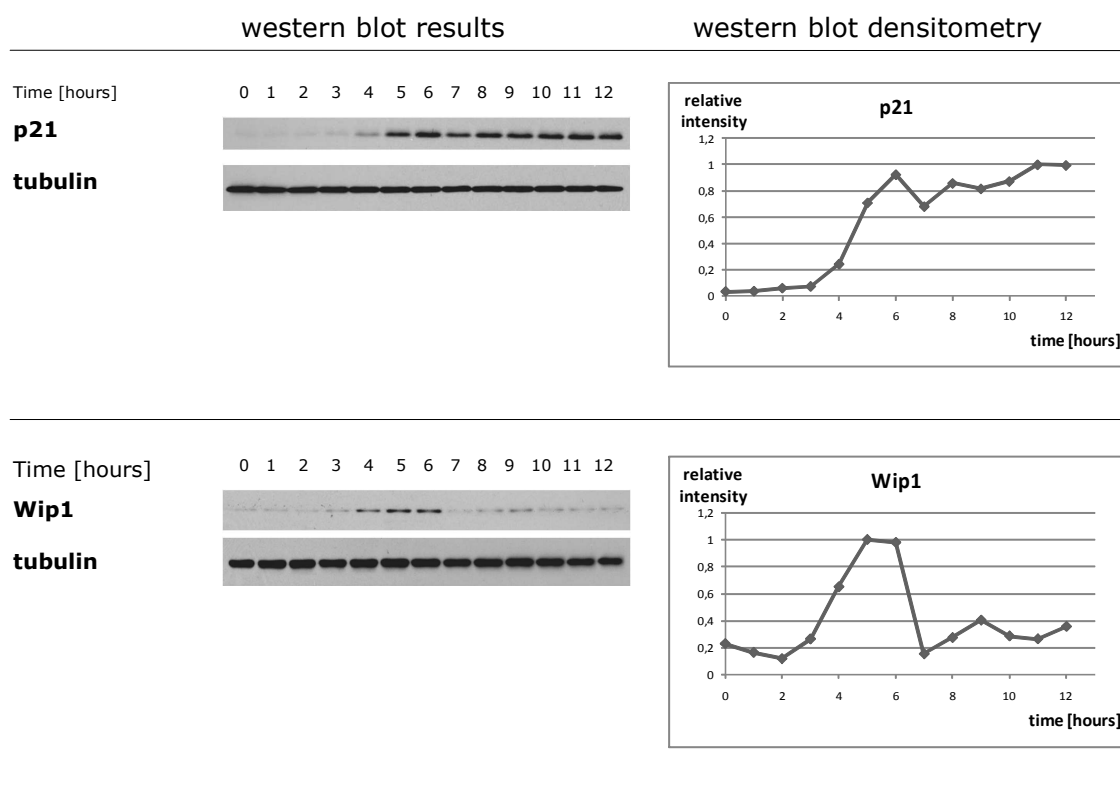 western blot results
western blot densitometry
Time [hours]
0 1 2 3 4 5 6 7 8 9 10 11 12
p21
tubulin
relative
intensity
p21
1,2
1
0,8
0,6
0,4
0,2
0
0 2 4 6 8 10 12
time [hours]
Time [hours]
0 1 2 3 4 5 6 7 8 9 10 11 12
Wip1
tubulin
relative
intensity
Wip1
1,2
1
0,8
0,6
0,4
0,2
0
0 2 4 6 8 10 12
time [hours]